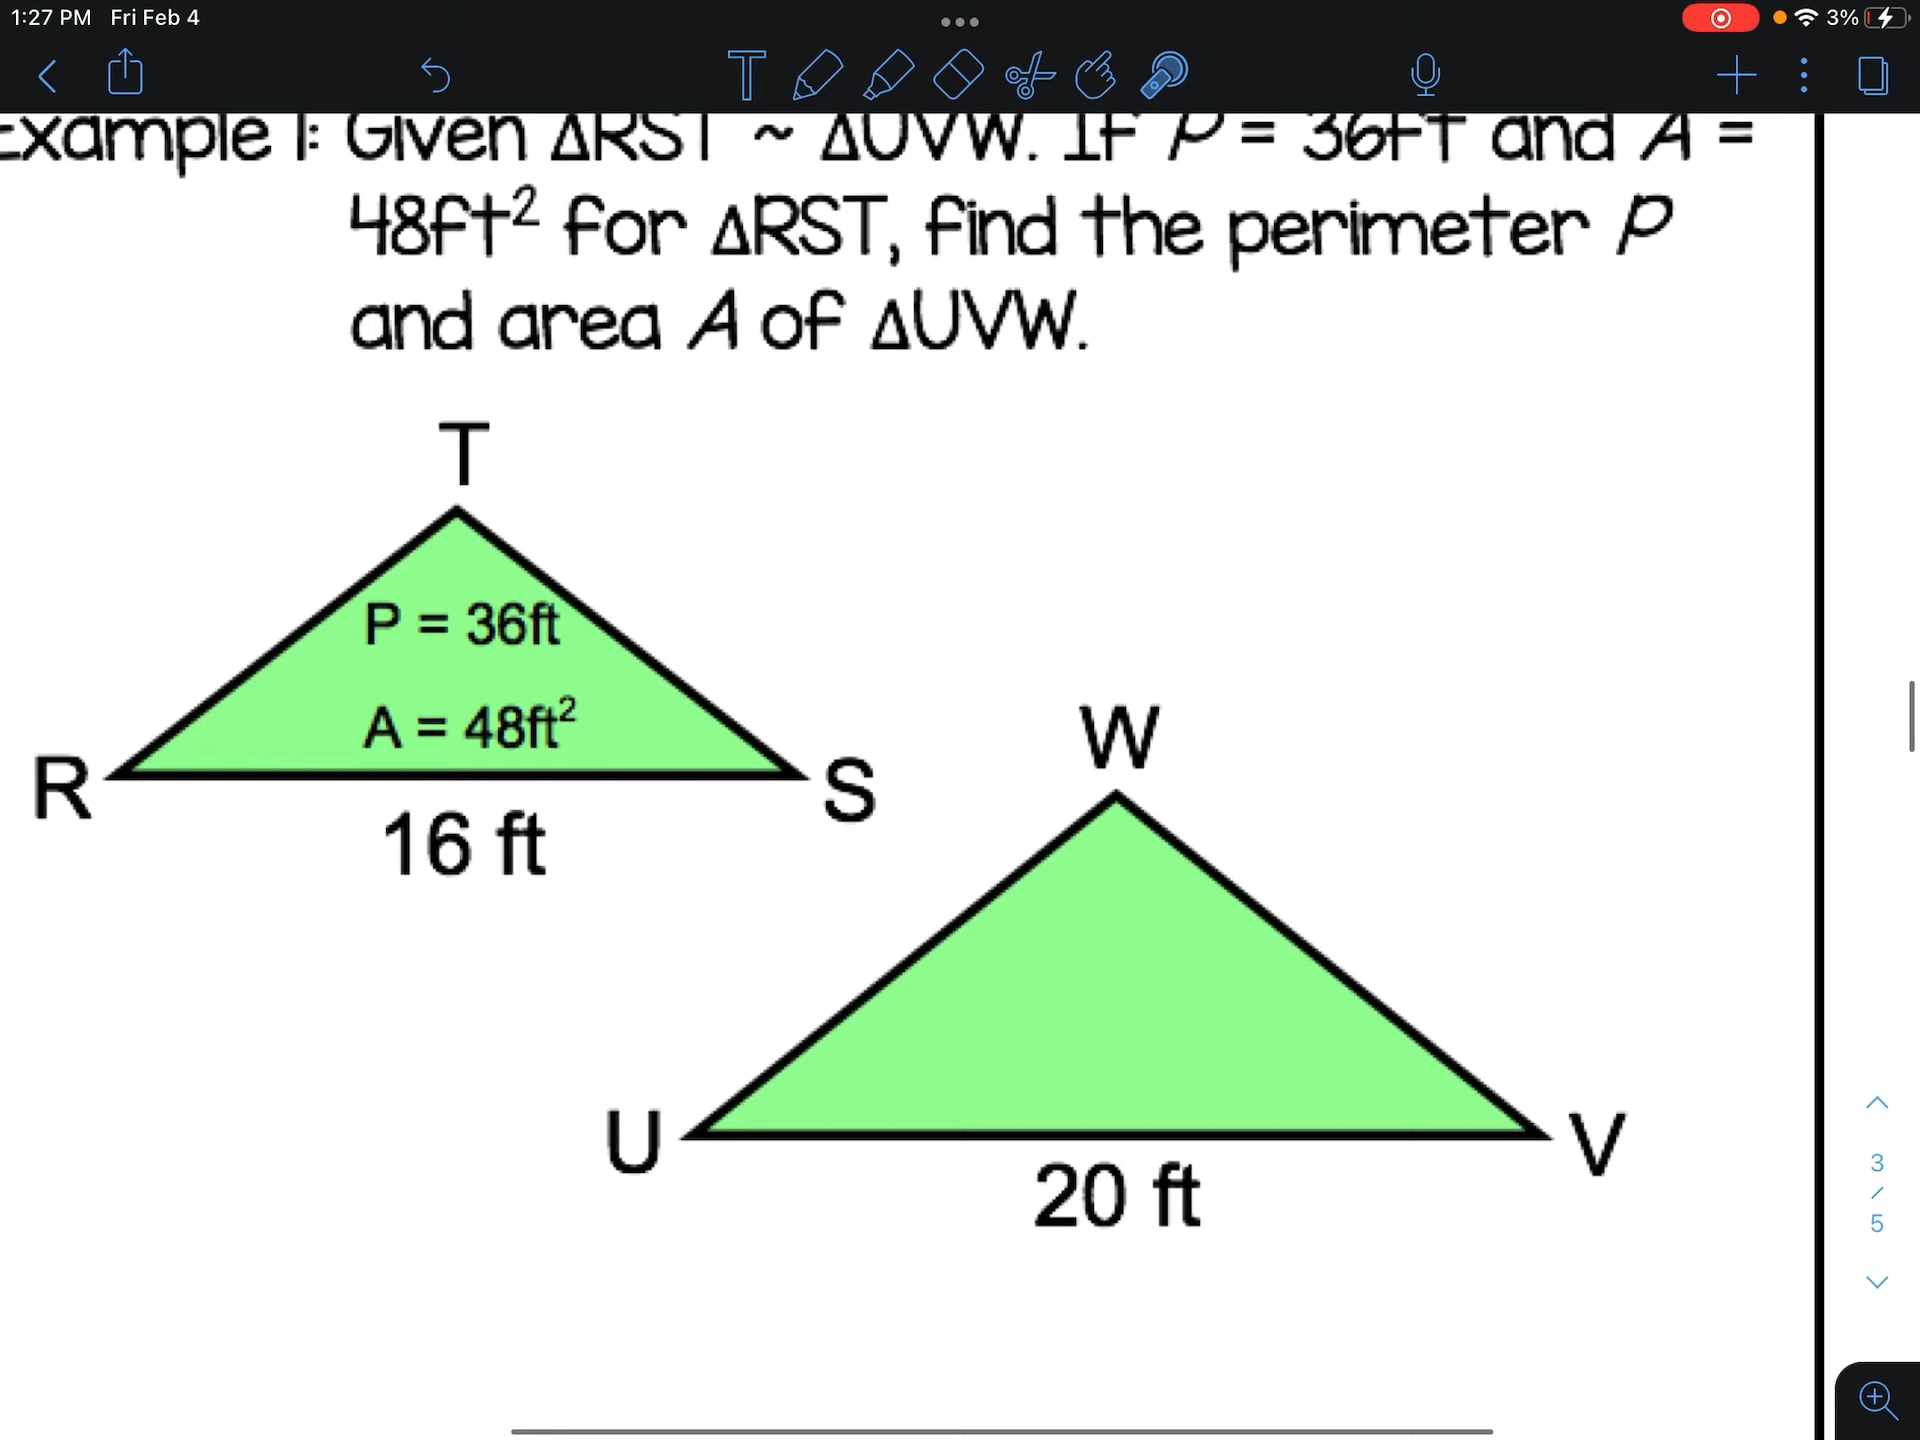 1:27 PM Fri Feb 4
3%
Example 1: Given ΔRST ~ ΔUVW. If P = 36ft and A =
48ft² for ΔRST, find the perimeter P
and area A of ΔUVW.
T
P = 36ft
A = 48ft²
R
S
16 ft
W
U
V
20 ft
3
/
5